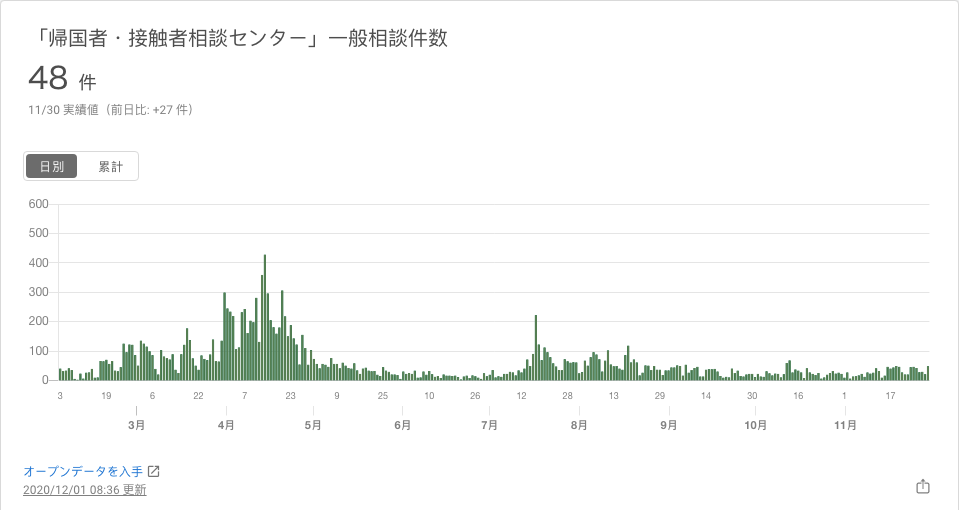 「帰国者・接触者相談センター」一般相談件数
48 件
11/30 実績値（前日比: +27 件）
日別 累計
600
500
400
300
200
100
0
3 19 6 22 7 23 9 25 10 26 12 28 13 29 14 30 16 1 17
3月 4月 5月 6月 7月 8月 9月 10月 11月
オープンデータを入手
2020/12/01 08:36 更新